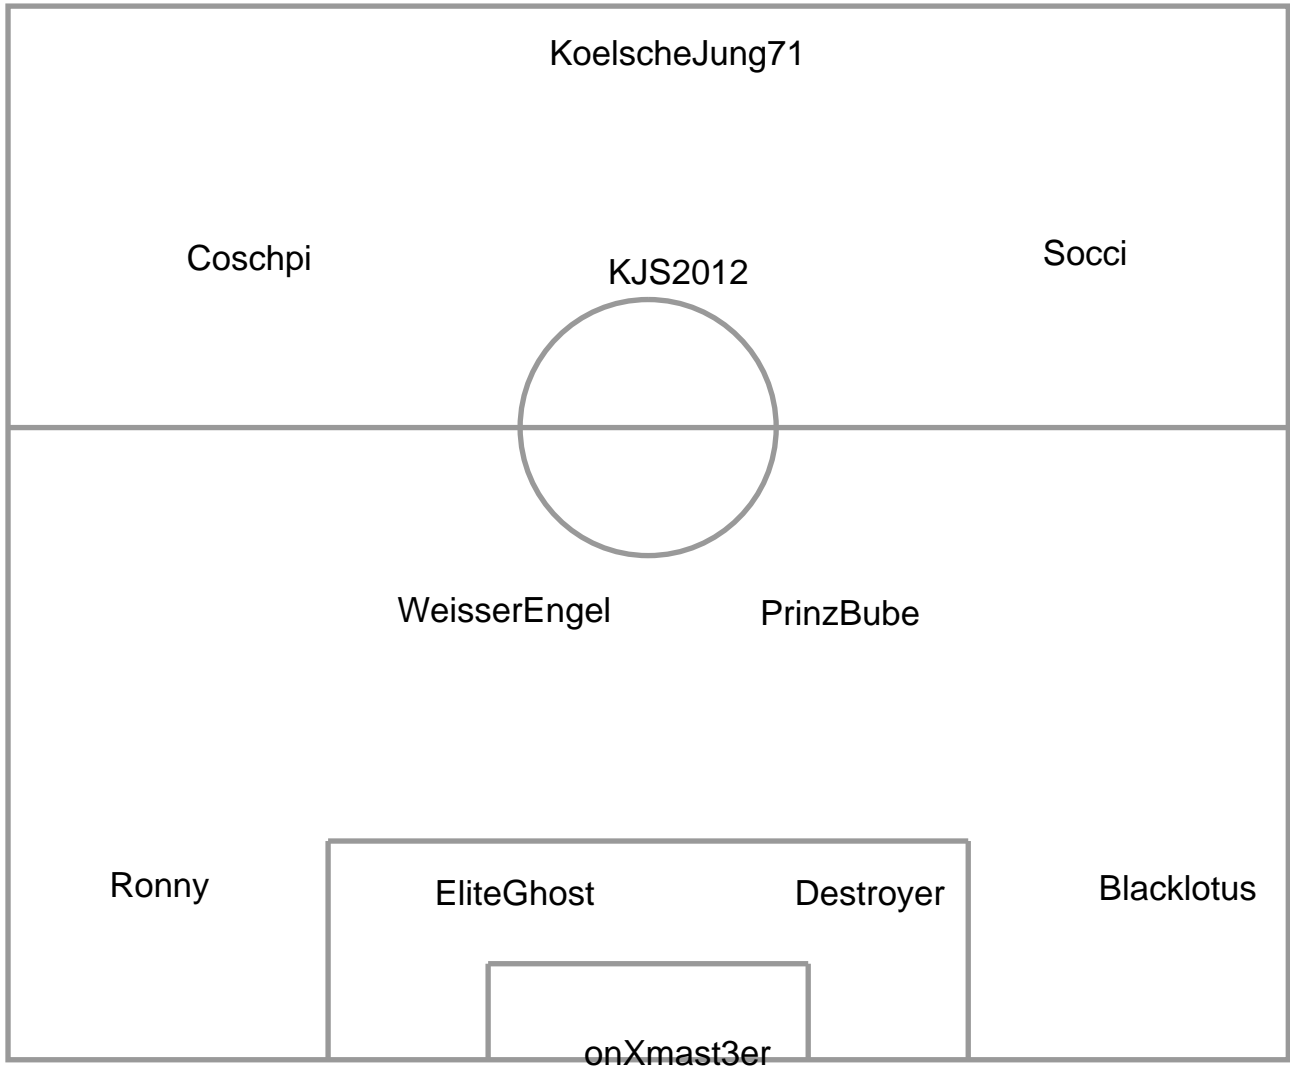 KoelscheJung71
Coschpi
KJS2012
Socci
WeisserEngel
PrinzBube
Ronny
EliteGhost
Destroyer
Blacklotus
onXmast3er